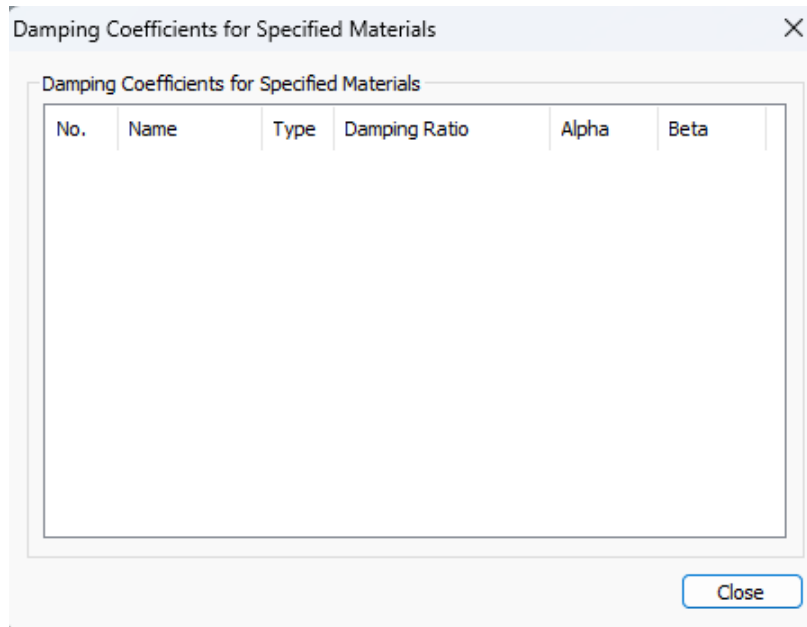 Damping Coefficients for Specified Materials
Damping Coefficients for Specified Materials
No. Name Type Damping Ratio Alpha Beta
Close